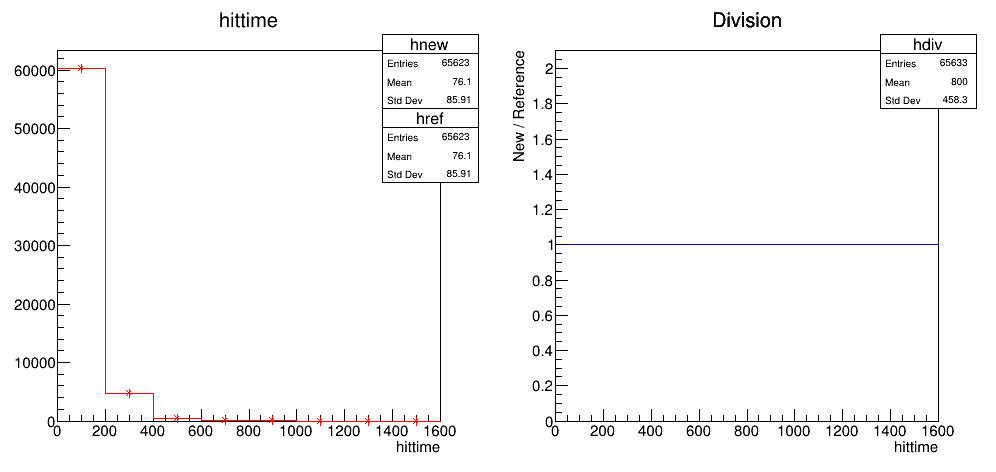 hittime
hnew
Entries 65623
Mean 76.1
Std Dev 85.91
href
Entries 65623
Mean 76.1
Std Dev 85.91
60000
50000
40000
30000
20000
10000
0
0 200 400 600 800 1000 1200 1400 1600
hittime
Division
hdiv
Entries 65633
Mean 800
Std Dev 458.3
New / Reference
2
1.8
1.6
1.4
1.2
1
0.8
0.6
0.4
0.2
0
0 200 400 600 800 1000 1200 1400 1600
hittime